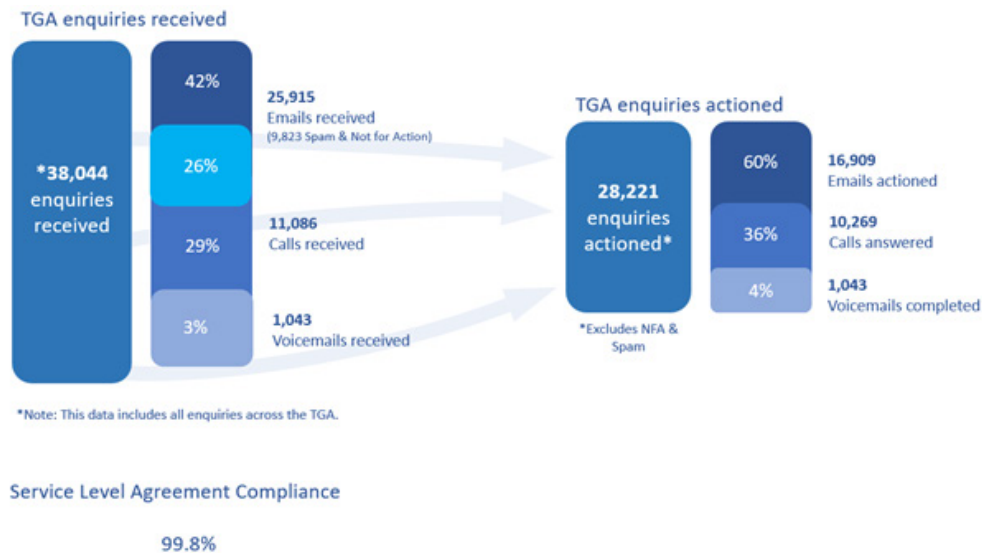 TGA enquiries received
*38,044
enquiries
received
42%
26%
29%
3%
25,915
Emails received
(9,823 Spam & Not for Action)
11,086
Calls received
1,043
Voicemails received
*Note: This data includes all enquiries across the TGA.
TGA enquiries actioned
28,221
enquiries
actioned*
*Excludes NFA &
Spam
60%
36%
4%
16,909
Emails actioned
10,269
Calls answered
1,043
Voicemails completed
Service Level Agreement Compliance
99.8%